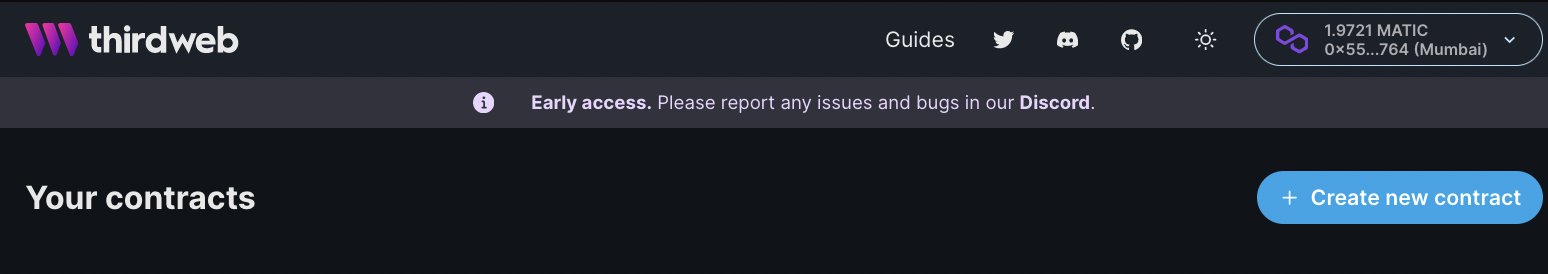 thirdweb
Guides
1.9721 MATIC
0x55...764 (Mumbai)
Early access. Please report any issues and bugs in our Discord.
Your contracts
+ Create new contract